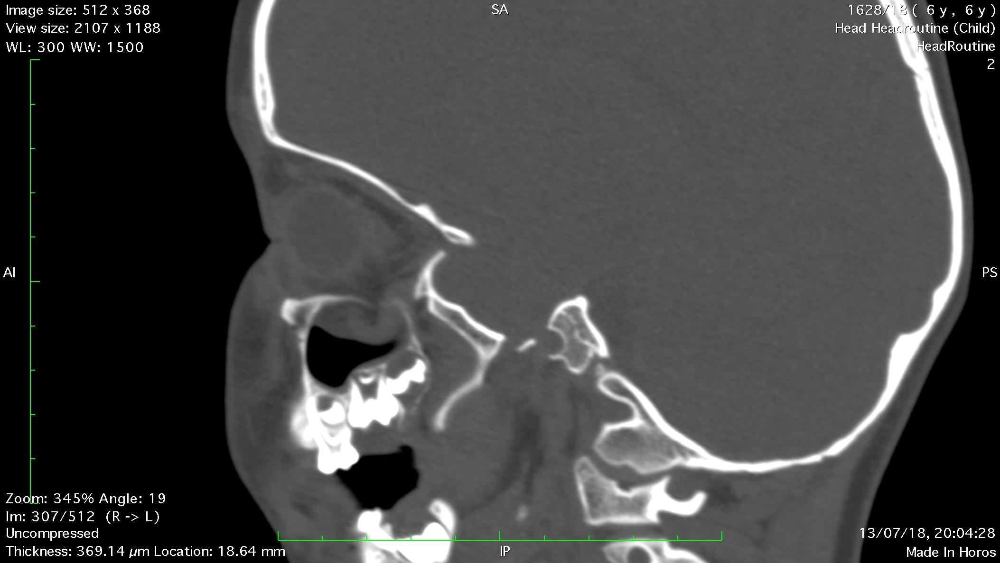 Image size: 512 x 368
View size: 2107 x 1188
WL: 300 WW: 1500
SA
1628/18 ( 6 y , 6 y )
Head Headroutine (Child)
HeadRoutine
2
AI
PS
Zoom: 345% Angle: 19
Im: 307/512 (R -> L)
Uncompressed
Thickness: 369.14 µm Location: 18.64 mm
IP
13/07/18, 20:04:28
Made In Horos